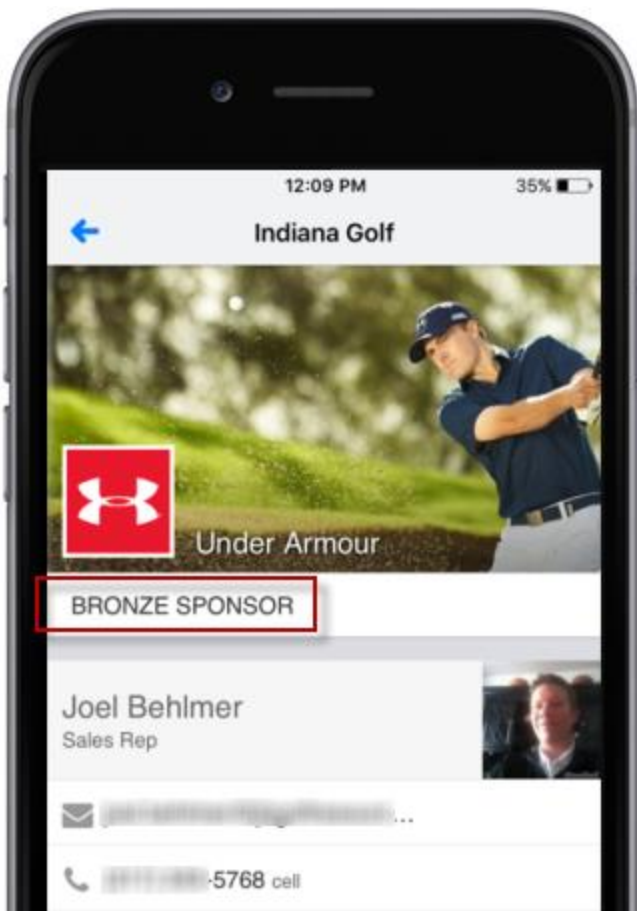 12:09 PM 35%
Indiana Golf
Under Armour
BRONZE SPONSOR
Joel Behlmer
Sales Rep
...
-5768 cell